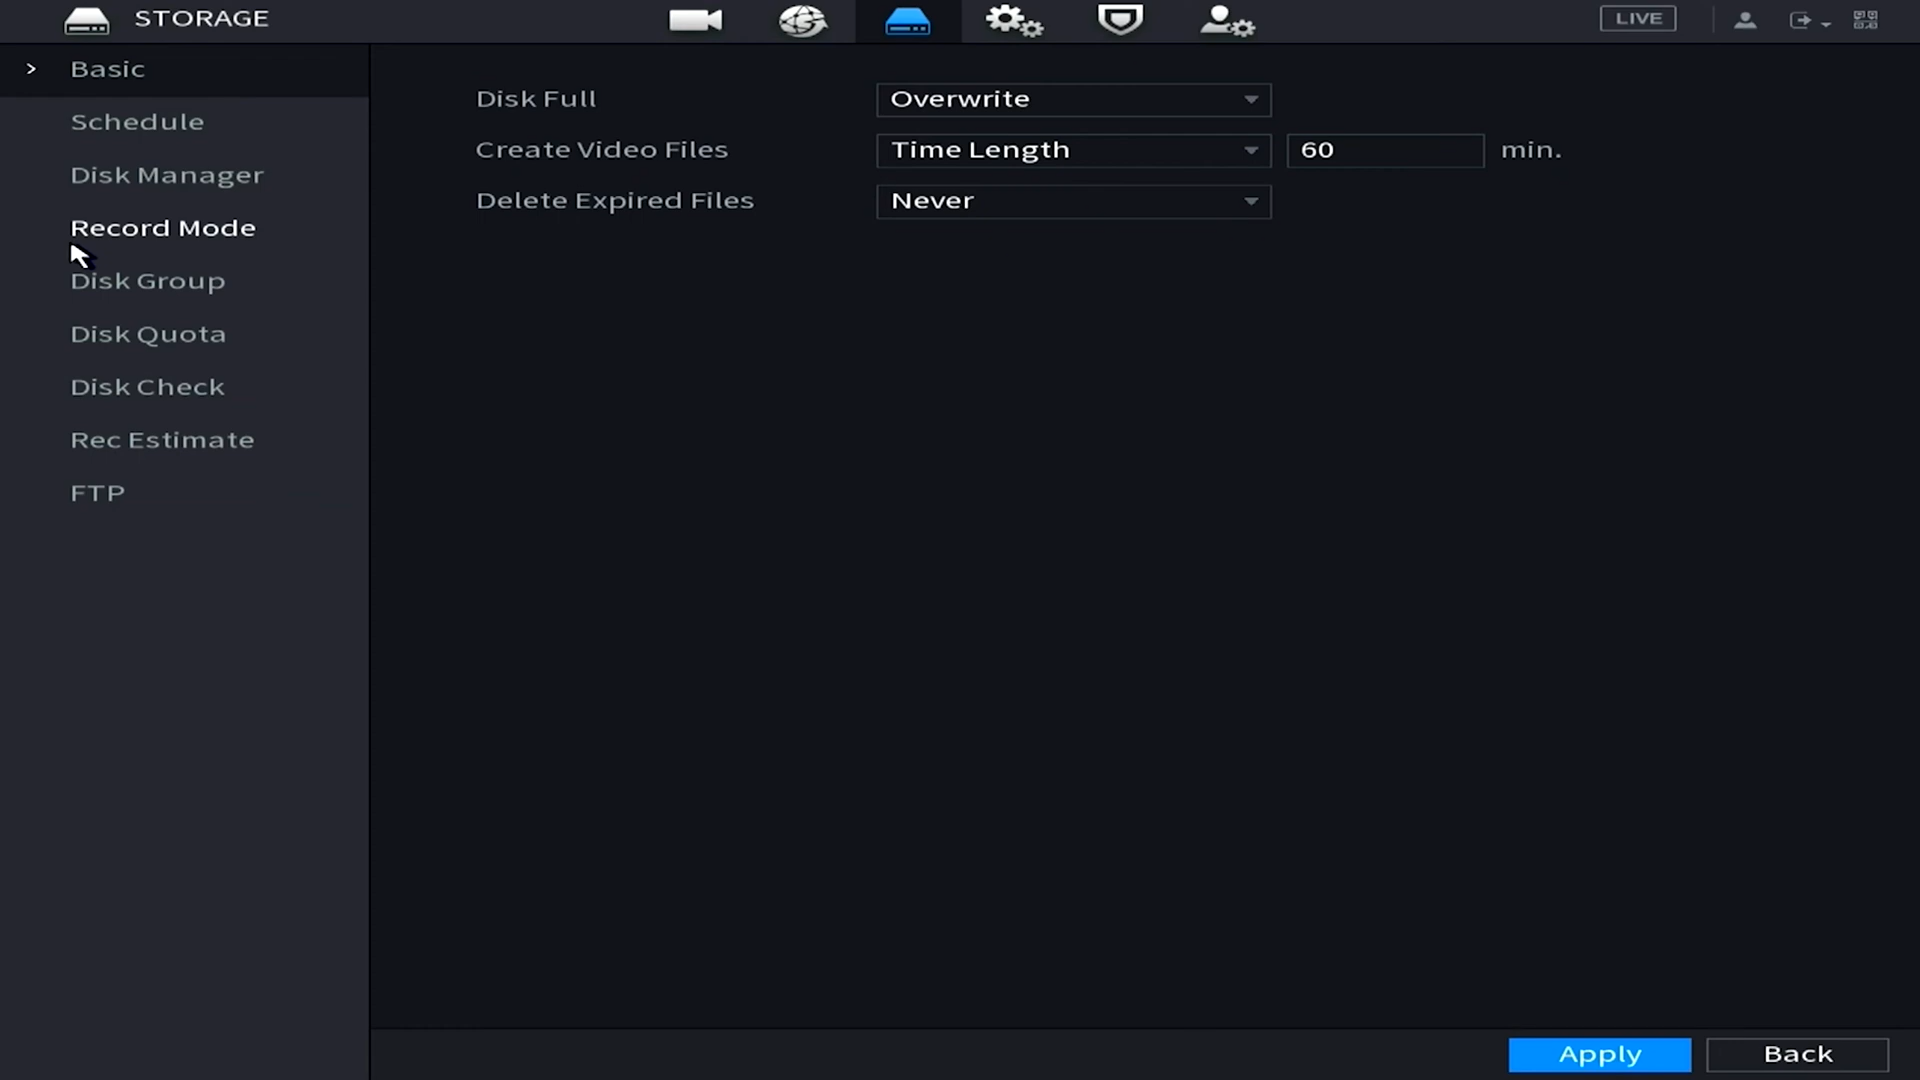 STORAGE
LIVE
Basic
Schedule
Disk Manager
Record Mode
Disk Group
Disk Quota
Disk Check
Rec Estimate
FTP
Disk Full Overwrite
Create Video Files Time Length 60 min.
Delete Expired Files Never
Apply Back